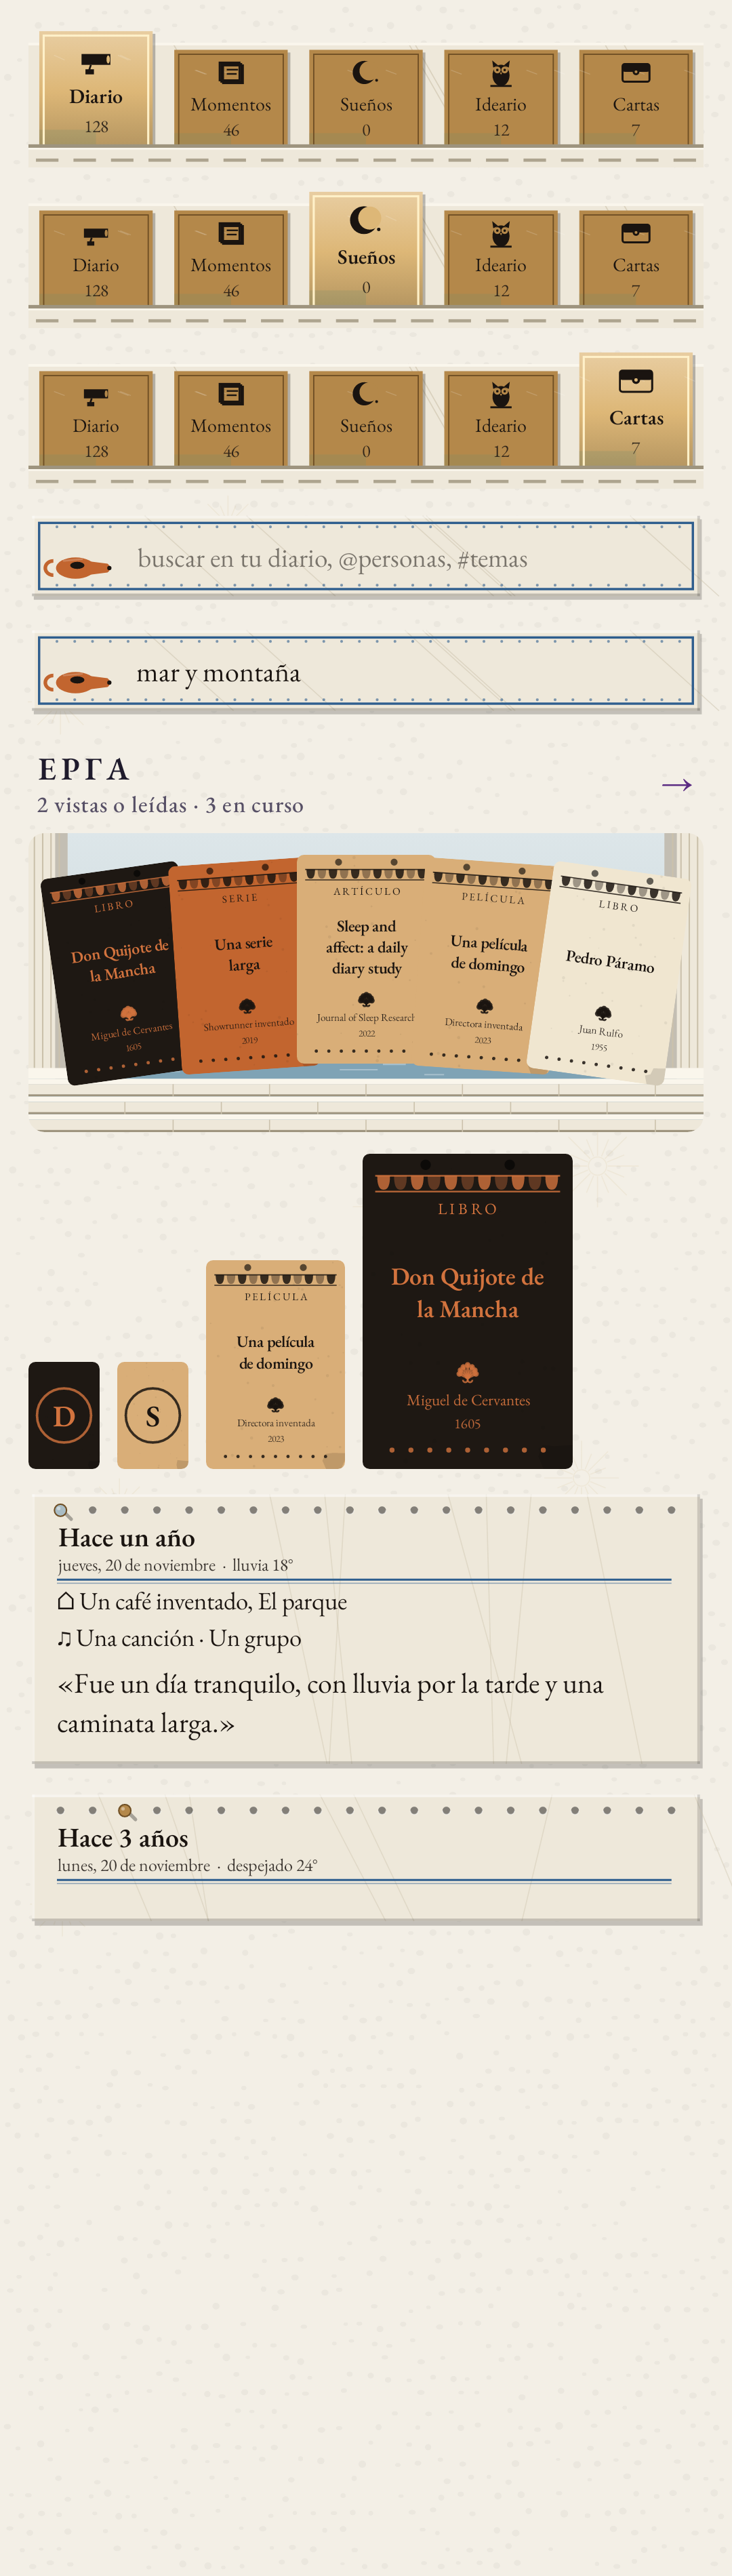 Diario
128
Momentos
46
Sueños
0
Ideario
12
Cartas
7
Diario
128
Momentos
46
Sueños
0
Ideario
12
Cartas
7
Diario
128
Momentos
46
Sueños
0
Ideario
12
Cartas
7
buscar en tu diario, @personas, #temas
mar y montaña
ΕΡΓΑ
→
2 vistas o leídas · 3 en curso
LIBRO
Don Quijote de
la Mancha
Miguel de Cervantes
1605
SERIE
Una serie
larga
Showrunner inventado
2019
ARTÍCULO
Sleep and
affect: a daily
diary study
Journal of Sleep Research
2022
PELÍCULA
Una película
de domingo
Directora inventada
2023
LIBRO
Pedro Páramo
Juan Rulfo
1955
D
S
PELÍCULA
Una película
de domingo
Directora inventada
2023
LIBRO
Don Quijote de
la Mancha
Miguel de Cervantes
1605
Hace un año
jueves, 20 de noviembre · lluvia 18°
⌂ Un café inventado, El parque
♫ Una canción · Un grupo
«Fue un día tranquilo, con lluvia por la tarde y una
caminata larga.»
Hace 3 años
lunes, 20 de noviembre · despejado 24°